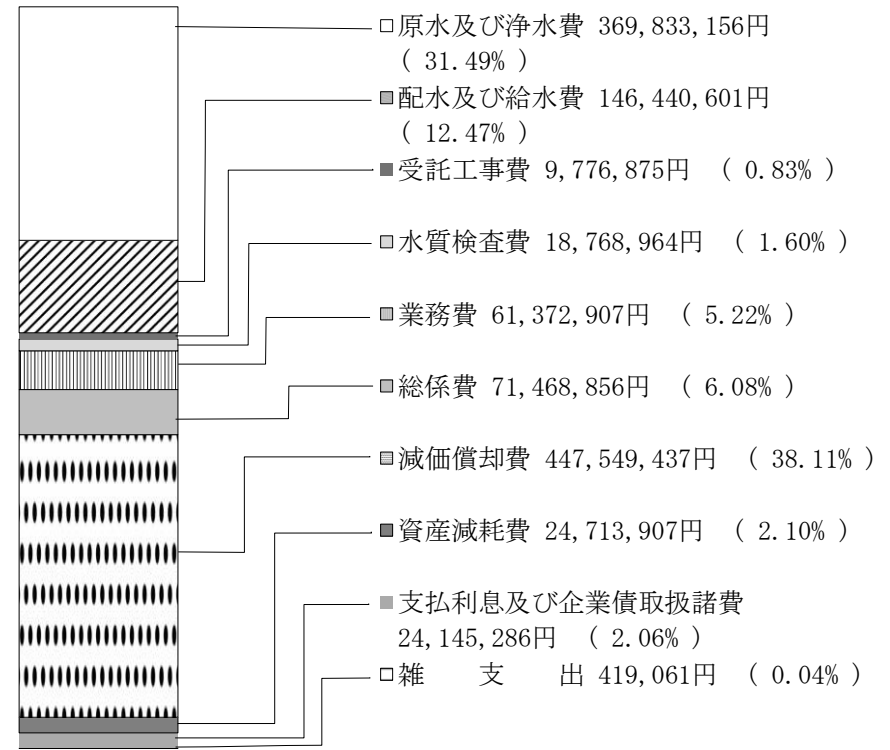 原水及び浄水費 369,833,156円
( 31.49% )
配水及び給水費 146,440,601円
( 12.47% )
受託工事費 9,776,875円 ( 0.83% )
水質検査費 18,768,964円 ( 1.60% )
業務費 61,372,907円 ( 5.22% )
総係費 71,468,856円 ( 6.08% )
減価償却費 447,549,437円 ( 38.11% )
資産減耗費 24,713,907円 ( 2.10% )
支払利息及び企業債取扱諸費
24,145,286円 ( 2.06% )
雑 支 出 419,061円 ( 0.04% )